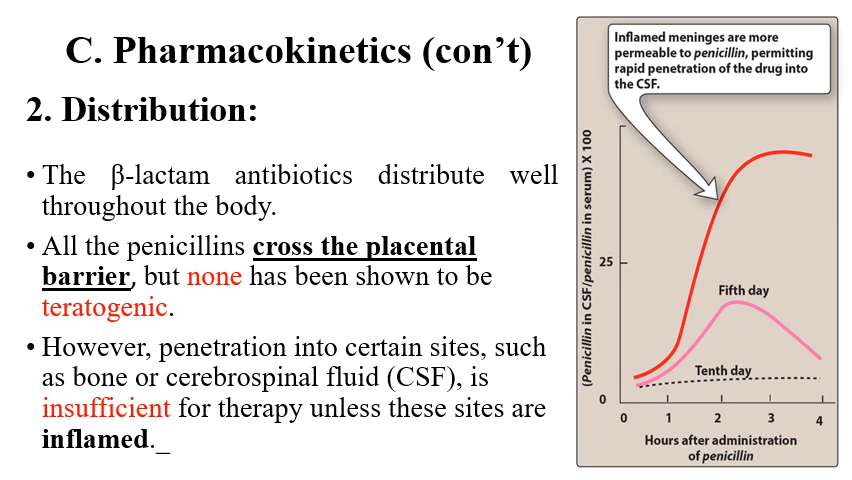 C. Pharmacokinetics (con’t)
2. Distribution:
• The β-lactam antibiotics distribute well
throughout the body.
• All the penicillins cross the placental
barrier, but none has been shown to be
teratogenic.
• However, penetration into certain sites, such
as bone or cerebrospinal fluid (CSF), is
insufficient for therapy unless these sites are
inflamed._
Inflamed meninges are more
permeable to penicillin, permitting
rapid penetration of the drug into
the CSF.
(Penicillin in CSF/penicillin in serum) X 100
25
0
Fifth day
Tenth day
0 1 2 3 4
Hours after administration
of penicillin